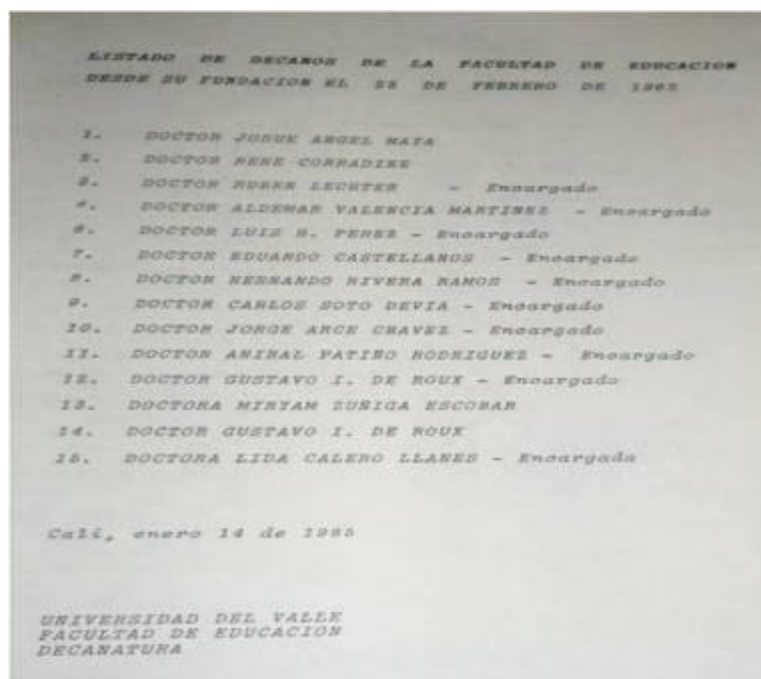 LISTADO DE DECANOS DE LA FACULTAD DE EDUCACION
DESDE SU FUNDACION EL DE FEBRERO DE
1. DOCTOR JOSUE ANGEL MAIA
2. DOCTOR RENE CORRADINE
3. DOCTOR RUBEN LECHTER - Encargado
DOCTOR ALDEMAR VALENCIA MARTINEZ - Encargado
6. DOCTOR LUIS H. PEREZ - Encargado
7. DOCTOR EDUARDO CASTELLANOS - Encargado
8. DOCTOR HERNANDO RIVERA RAMOS - Encargado
9. DOCTOR CARLOS SOTO DEVIA - Encargado
10. DOCTOR JORGE ARCE CHAVEZ - Encargado
11. DOCTOR ANIBAL PATIÑO RODRIGUEZ - Encargado
12. DOCTOR GUSTAVO I. DE ROUX - Encargado
13. DOCTORA MIRYAM ZUÑIGA ESCOBAR
14. DOCTOR GUSTAVO I. DE ROUX
15. DOCTORA LIDA CALERO LLANES - Encargada
Cali, enero 14 de
UNIVERSIDAD DEL VALLE
FACULTAD DE EDUCACION
DECANATURA